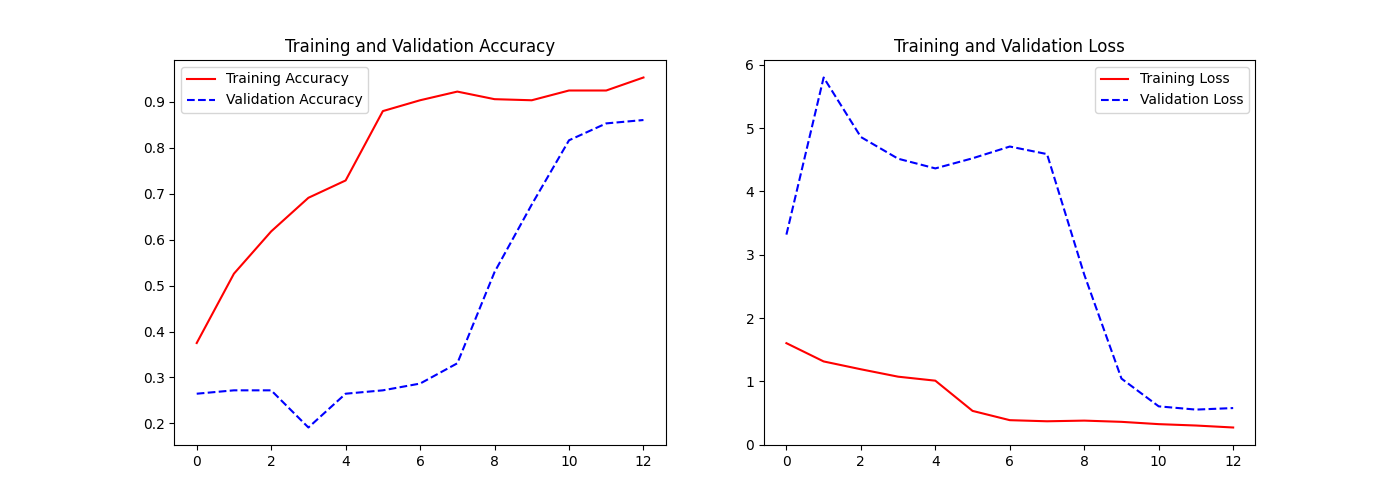 Training and Validation Accuracy
Training Accuracy
Validation Accuracy
0.9
0.8
0.7
0.6
0.5
0.4
0.3
0.2
0 2 4 6 8 10 12
Training and Validation Loss
Training Loss
Validation Loss
6
5
4
3
2
1
0
0 2 4 6 8 10 12